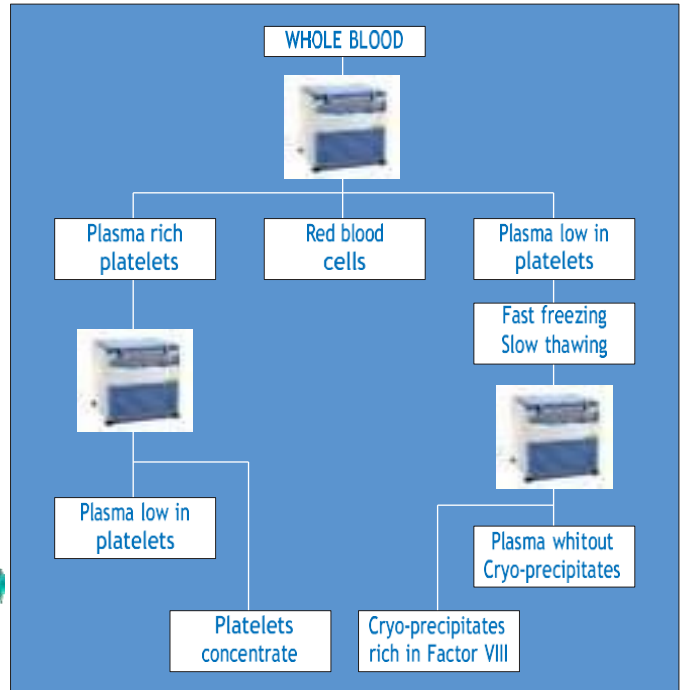 WHOLE BLOOD
Plasma rich
platelets
Red blood
cells
Plasma low in
platelets
Fast freezing
Slow thawing
Plasma low in
platelets
Plasma whitout
Cryo-precipitates
Platelets
concentrate
Cryo-precipitates
rich in Factor VIII